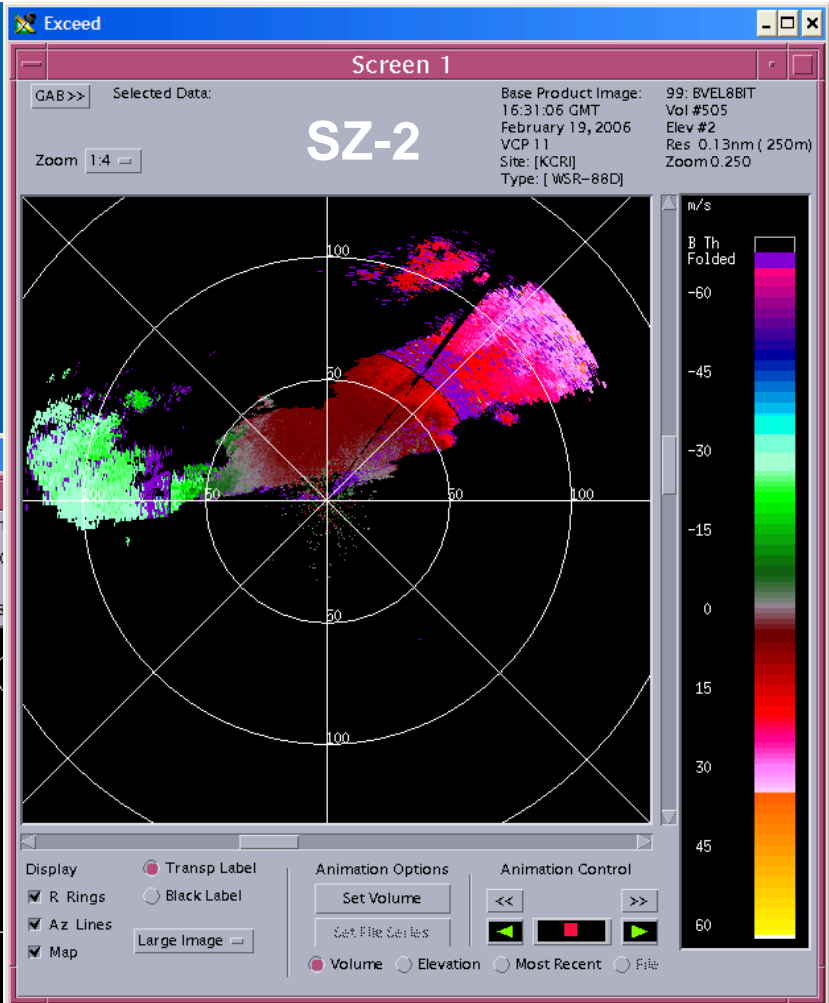 Exceed
Screen 1
GAB>>
Selected Data:
SZ-2
Zoom
1:4
Base Product Image:
16:31:06 GMT
February 19, 2006
VCP 11
Site: [KCRI]
Type: [ WSR-88D]
99: BVEL8BIT
Vol #505
Elev #2
Res 0.13nm ( 250m)
Zoom 0.250
100
50
100 50 50 100
50
100
m/s
B Th
Folded
-60
-45
-30
-15
0
15
30
45
60
Display
R Rings
Az Lines
Map
Transp Label
Black Label
Large Image
Animation Options
Set Volume
Set File Series
Animation Control
<<
>>
Volume
Elevation
Most Recent
File